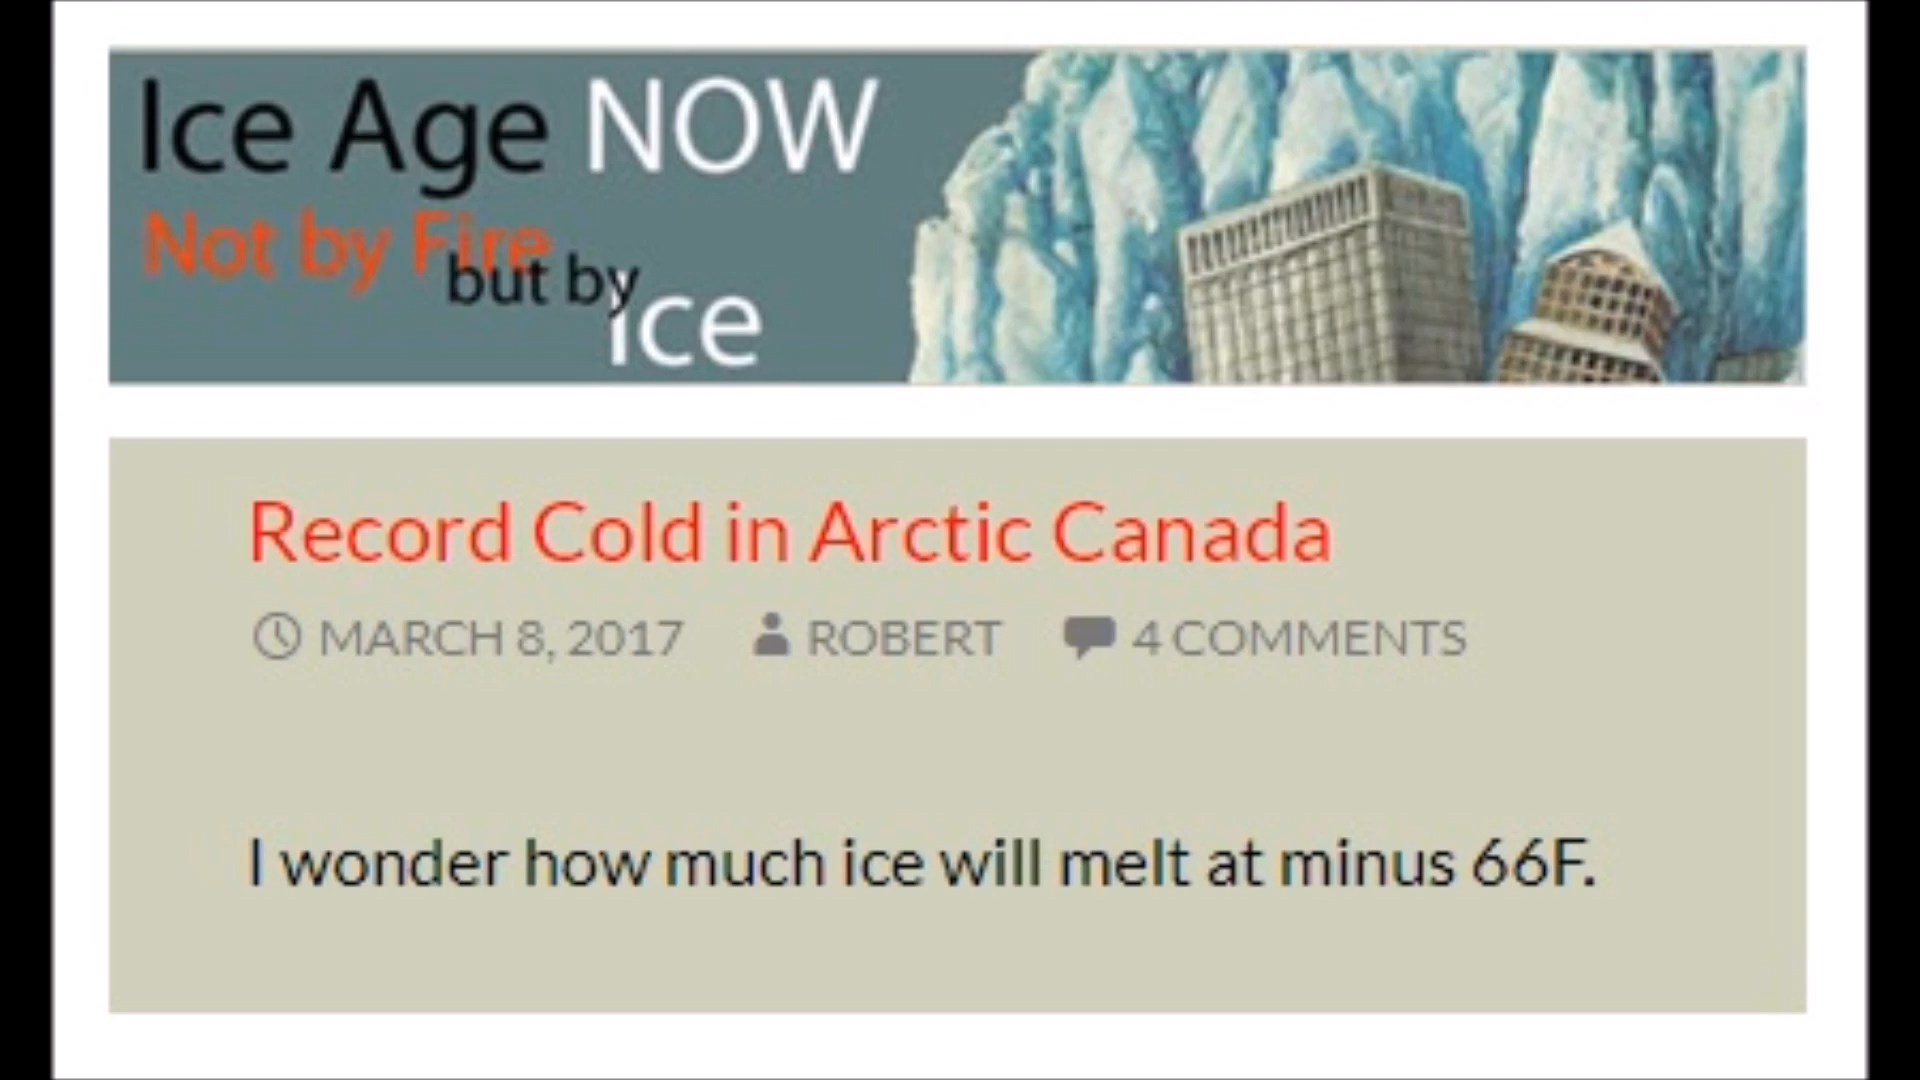 Ice Age NOW
Not by Fire
but by
Ice
Record Cold in Arctic Canada
MARCH 8, 2017 ROBERT 4 COMMENTS
I wonder how much ice will melt at minus 66F.